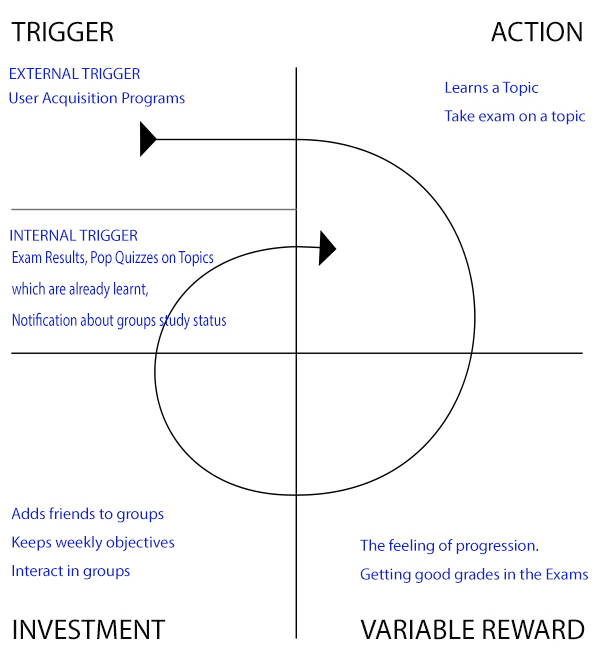 TRIGGER
ACTION
EXTERNAL TRIGGER
User Acquisition Programs
Learns a Topic
Take exam on a topic
INTERNAL TRIGGER
Exam Results, Pop Quizzes on Topics
which are already learnt,
Notification about groups study status
Adds friends to groups
Keeps weekly objectives
Interact in groups
The feeling of progression.
Getting good grades in the Exams
INVESTMENT
VARIABLE REWARD